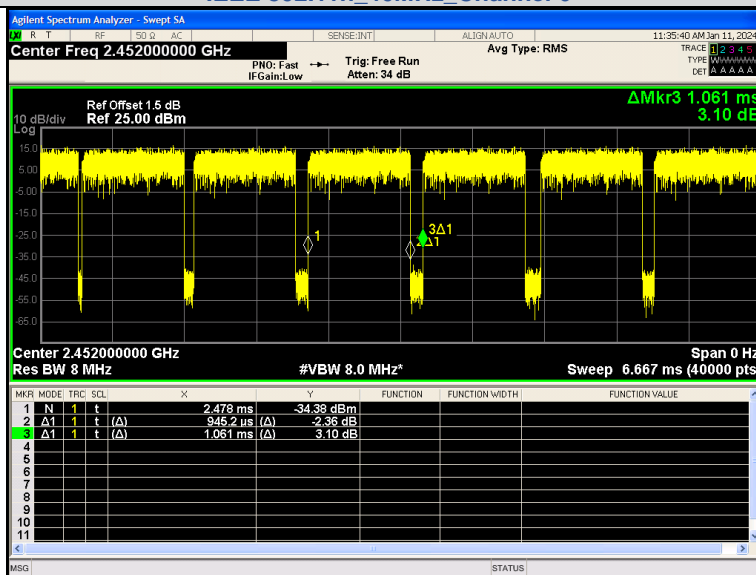 Agilent Spectrum Analyzer - Swept SA
LXI R T RF 50 Ω AC SENSE:INT ALIGN AUTO 11:35:40 AM Jan 11, 2024
Center Freq 2.452000000 GHz Avg Type: RMS TRACE 1 2 3 4 5
PNO: Fast Trig: Free Run TYPE W
IFGain:Low Atten: 34 dB DET A A A A A
ΔMkr3 1.061 ms
Ref Offset 1.5 dB
10 dB/div Ref 25.00 dBm 3.10 dB
Log
15.0
5.00
-5.00
-15.0
1 3Δ1
-25.0 2Δ1
-35.0
-45.0
-55.0
-65.0
Center 2.452000000 GHz Span 0 Hz
Res BW 8 MHz #VBW 8.0 MHz* Sweep 6.667 ms (40000 pts
MKR MODE TRC SCL X Y FUNCTION FUNCTION WIDTH FUNCTION VALUE
1 N 1 t 2.478 ms -34.38 dBm
2 Δ1 1 t (Δ) 945.2 µs (Δ) -2.36 dB
3 Δ1 1 t (Δ) 1.061 ms (Δ) 3.10 dB
4
5
6
7
8
9
10
11
MSG STATUS